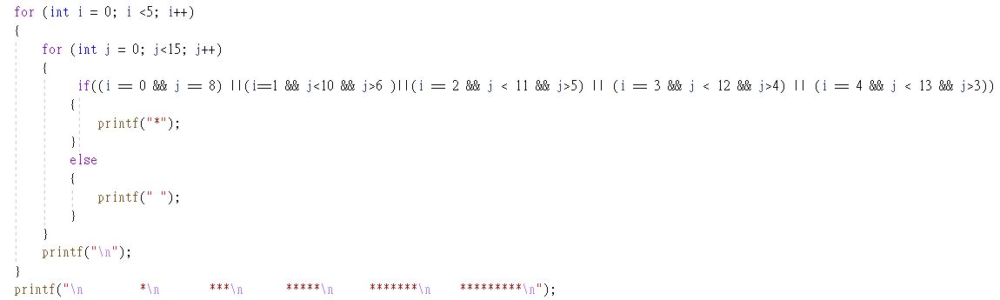 for (int i = 0; i <5; i++)
{
    for (int j = 0; j<15; j++)
    {
         if((i == 0 && j == 8) ||(i==1 && j<10 && j>6 )||(i == 2 && j < 11 && j>5) || (i == 3 && j < 12 && j>4) || (i == 4 && j < 13 && j>3))
        {
            printf("*");
        }
        else
        {
            printf(" ");
        }
    }
    printf("\n");
}
printf("\n        *\n       ***\n      *****\n     *******\n    *********\n");